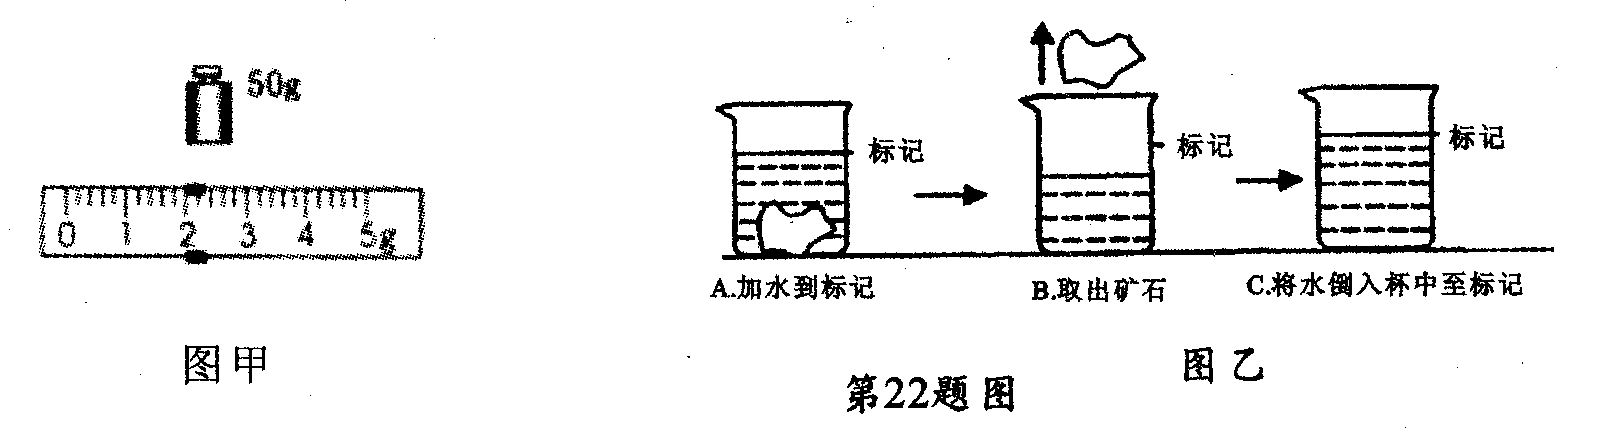 50g
0 1 2 3 4 5g
标记
标记
标记
A.加水到标记
B.取出矿石
C.将水倒入杯中至标记
图甲
图乙
第22题图